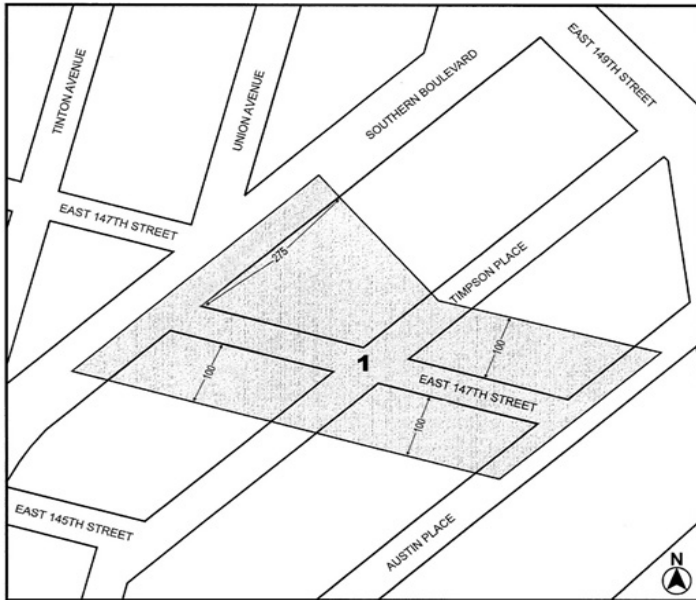 EAST 149TH STREET
SOUTHERN BOULEVARD
TINTON AVENUE
UNION AVENUE
EAST 147TH STREET
275
TIMPSON PLACE
100
1
100
EAST 147TH STREET
100
EAST 145TH STREET
AUSTIN PLACE
N